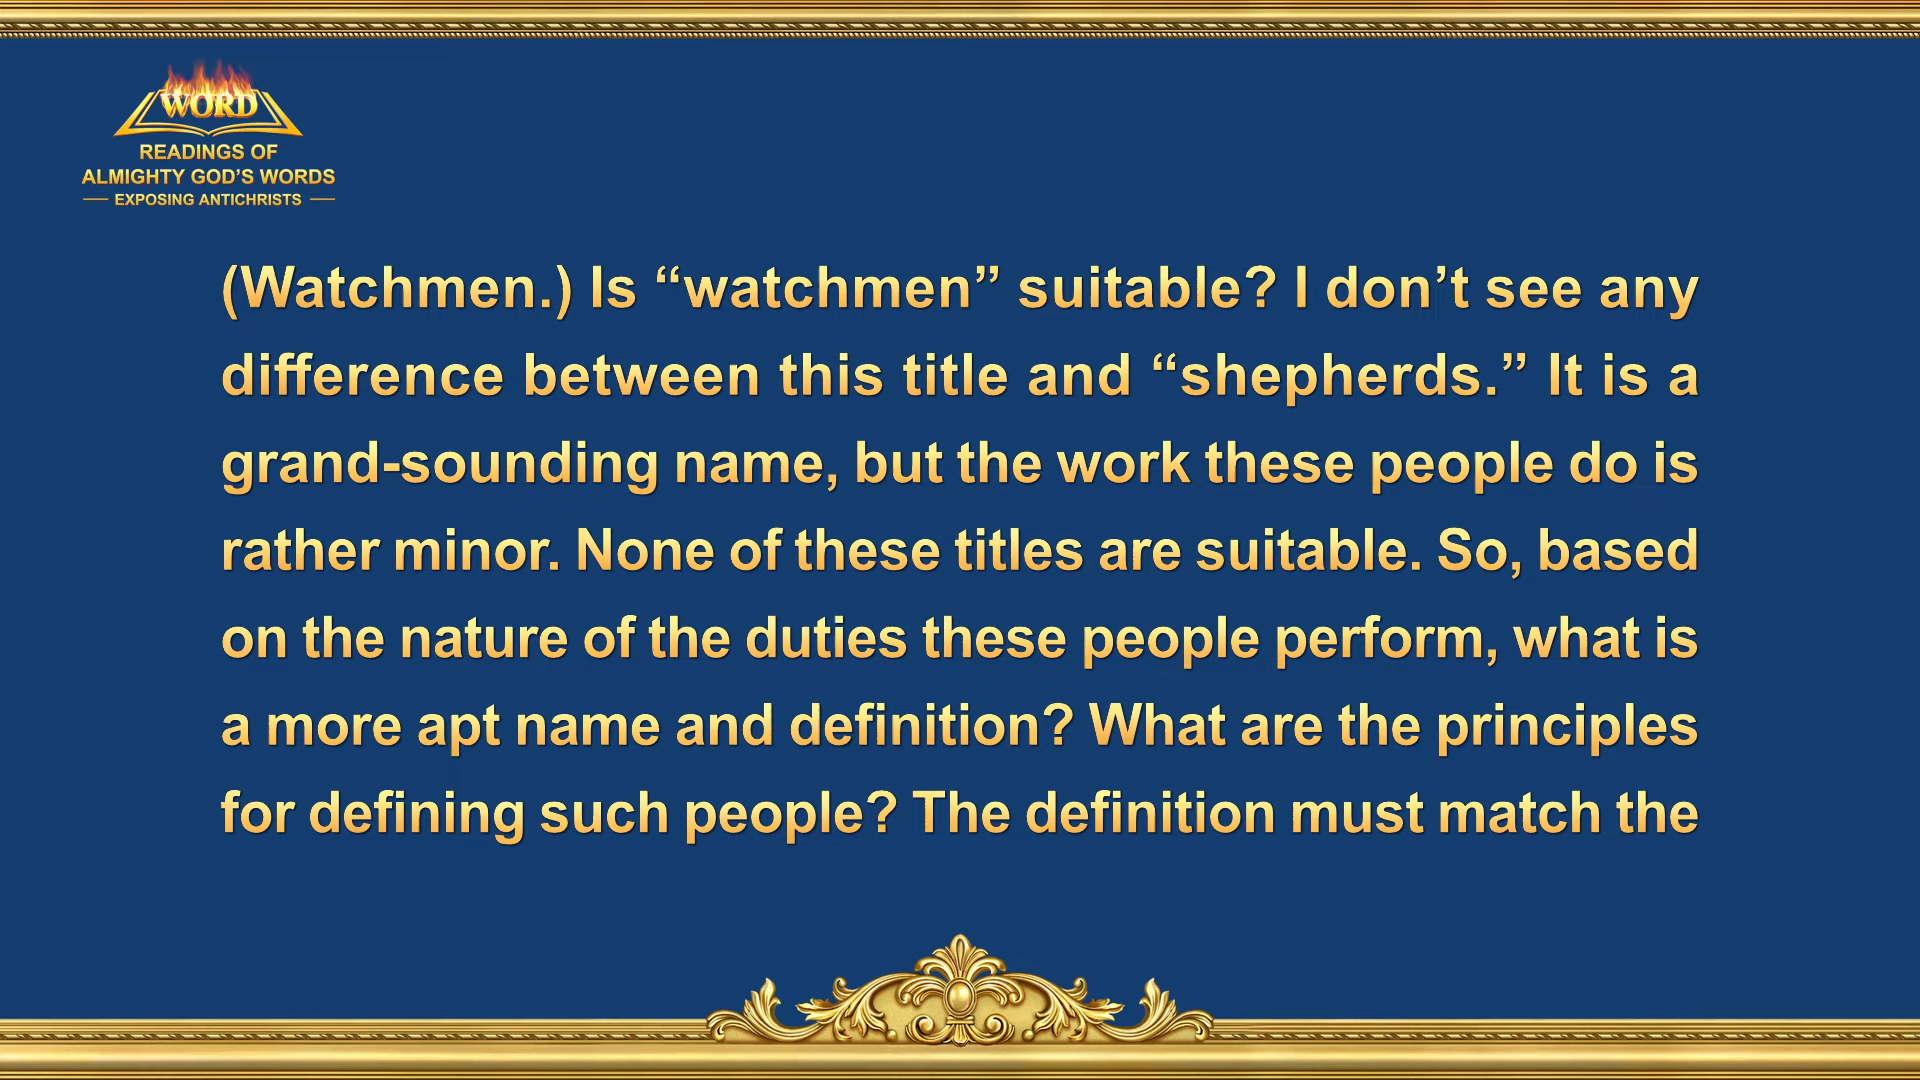 WORD
READINGS OF
ALMIGHTY GOD’S WORDS
EXPOSING ANTICHRISTS
(Watchmen.) Is “watchmen” suitable? I don’t see any
difference between this title and “shepherds.” It is a
grand-sounding name, but the work these people do is
rather minor. None of these titles are suitable. So, based
on the nature of the duties these people perform, what is
a more apt name and definition? What are the principles
for defining such people? The definition must match the